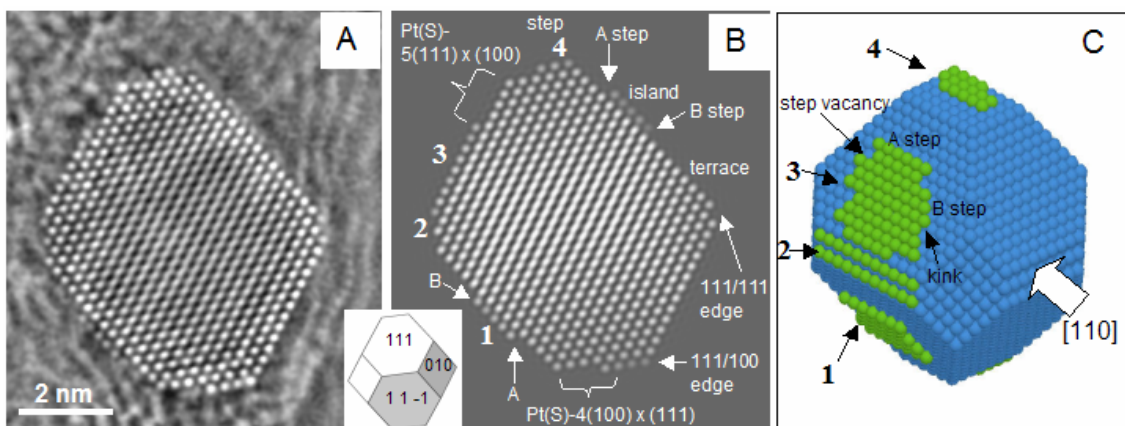 A
2 nm
Pt(S)-
5(111) x (100)
step
4
A step
B
island
B step
3
terrace
2
B
111/111
edge
1
A
111/100
edge
Pt(S)-4(100) x (111)
111
010
1 1 -1
C
4
step vacancy
A step
3
B step
2
kink
[110]
1